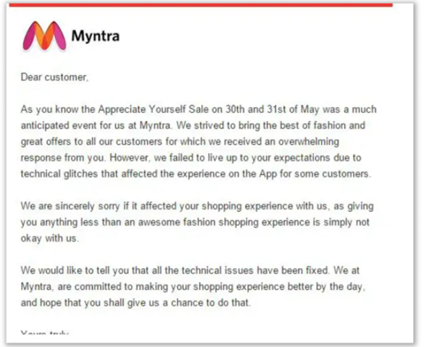 Myntra
Dear customer,
As you know the Appreciate Yourself Sale on 30th and 31st of May was a much
anticipated event for us at Myntra. We strived to bring the best of fashion and
great offers to all our customers for which we received an overwhelming
response from you. However, we failed to live up to your expectations due to
technical glitches that affected the experience on the App for some customers.
We are sincerely sorry if it affected your shopping experience with us, as giving
you anything less than an awesome fashion shopping experience is simply not
okay with us.
We would like to tell you that all the technical issues have been fixed. We at
Myntra, are committed to making your shopping experience better by the day,
and hope that you shall give us a chance to do that.
Yours truly